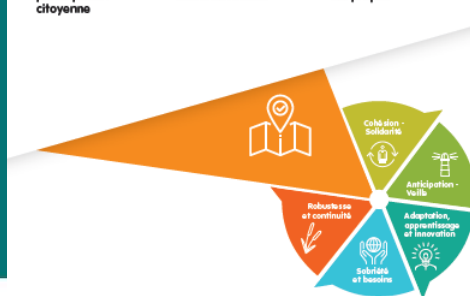 citoyenne
Cohésion -
Solidarité
Anticipation -
Veille
Robustesse
et continuité
Adaptation,
apprentissage
et innovation
Sobriété
et besoins